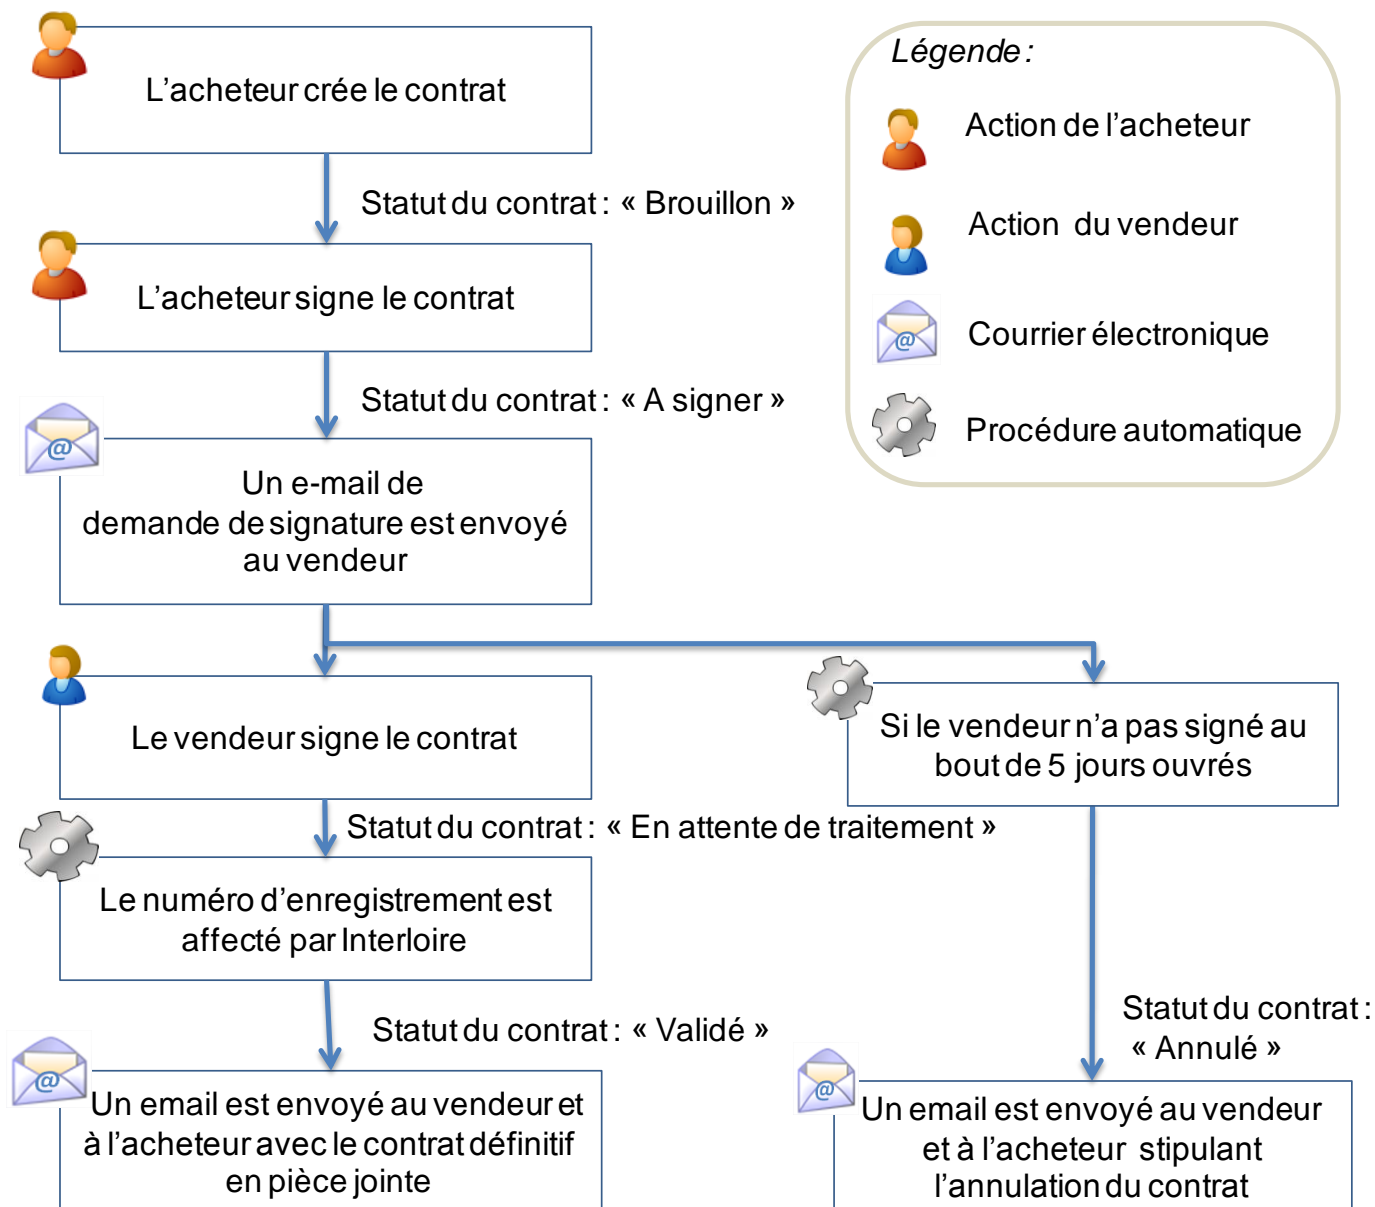 L'acheteur crée le contrat
Statut du contrat : « Brouillon »
L'acheteur signe le contrat
Statut du contrat : « A signer »
Un e-mail de
demande de signature est envoyé
au vendeur
Le vendeur signe le contrat
Statut du contrat : « En attente de traitement »
Le numéro d'enregistrement est
affecté par Interloire
Statut du contrat : « Validé »
Un email est envoyé au vendeur et
à l'acheteur avec le contrat définitif
en pièce jointe
Si le vendeur n'a pas signé au
bout de 5 jours ouvrés
Statut du contrat :
« Annulé »
Un email est envoyé au vendeur
et à l'acheteur stipulant
l'annulation du contrat
Légende :
Action de l'acheteur
Action du vendeur
Courrier électronique
Procédure automatique